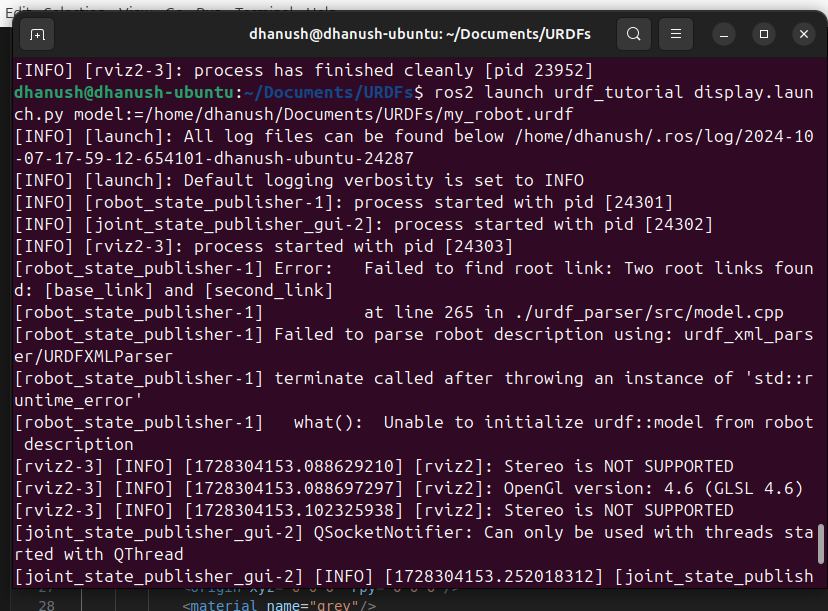 dhanush@dhanush-ubuntu: ~/Documents/URDFs
[INFO] [rviz2-3]: process has finished cleanly [pid 23952]
dhanush@dhanush-ubuntu:~/Documents/URDFs$ ros2 launch urdf_tutorial display.laun
ch.py model:=/home/dhanush/Documents/URDFs/my_robot.urdf
[INFO] [launch]: All log files can be found below /home/dhanush/.ros/log/2024-10
-07-17-59-12-654101-dhanush-ubuntu-24287
[INFO] [launch]: Default logging verbosity is set to INFO
[INFO] [robot_state_publisher-1]: process started with pid [24301]
[INFO] [joint_state_publisher_gui-2]: process started with pid [24302]
[INFO] [rviz2-3]: process started with pid [24303]
[robot_state_publisher-1] Error:   Failed to find root link: Two root links foun
d: [base_link] and [second_link]
[robot_state_publisher-1]          at line 265 in ./urdf_parser/src/model.cpp
[robot_state_publisher-1] Failed to parse robot description using: urdf_xml_pars
er/URDFXMLParser
[robot_state_publisher-1] terminate called after throwing an instance of 'std::r
untime_error'
[robot_state_publisher-1]   what():  Unable to initialize urdf::model from robot
 description
[rviz2-3] [INFO] [1728304153.088629210] [rviz2]: Stereo is NOT SUPPORTED
[rviz2-3] [INFO] [1728304153.088697297] [rviz2]: OpenGl version: 4.6 (GLSL 4.6)
[rviz2-3] [INFO] [1728304153.102325938] [rviz2]: Stereo is NOT SUPPORTED
[joint_state_publisher_gui-2] QSocketNotifier: Can only be used with threads sta
rted with QThread
[joint_state_publisher_gui-2] [INFO] [1728304153.252018312] [joint_state_publish
28 <material name="grey"/>